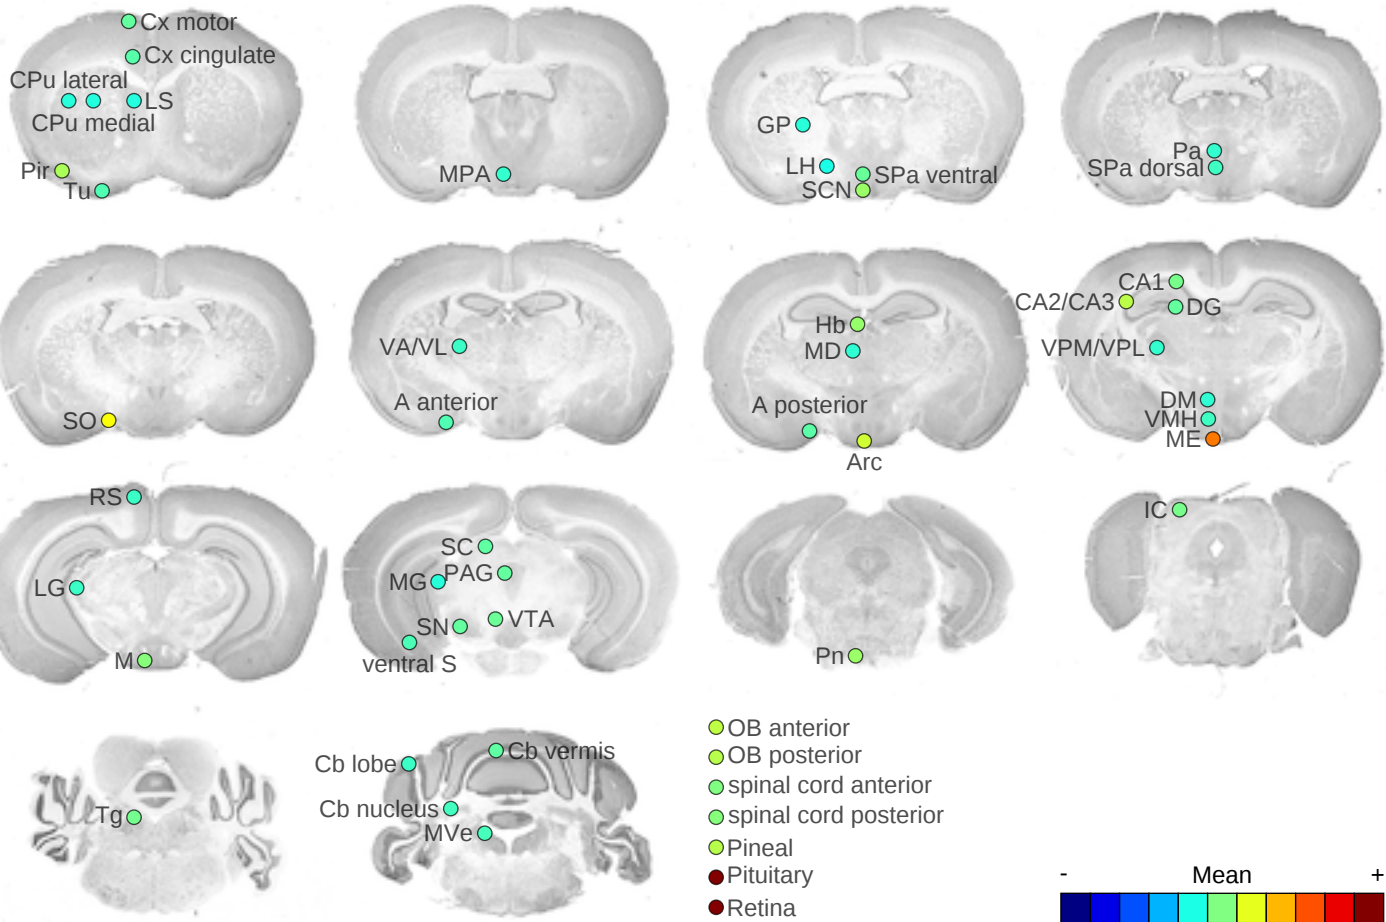 Cx motor
Cx cingulate
CPu lateral
LS
CPu medial
Pir
Tu
MPA
GP
LH
SPa ventral
SCN
Pa
SPa dorsal
SO
VA/VL
A anterior
Hb
MD
A posterior
Arc
CA1
CA2/CA3
DG
VPM/VPL
DM
VMH
ME
RS
LG
M
SC
PAG
MG
VTA
SN
ventral S
Pn
IC
Tg
Cb vermis
Cb lobe
Cb nucleus
MVe
OB anterior
OB posterior
spinal cord anterior
spinal cord posterior
Pineal
Pituitary
Retina
- Mean +